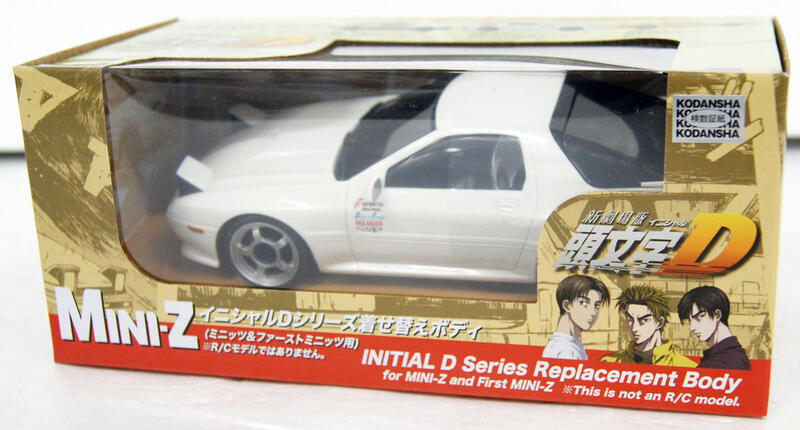 KODANSHA
KODANSHA
検数証紙
KODANSHA
KODANSHA
新劇場版 イニシャル
頭文字D
MINI-Z イニシャルDシリーズ着せ替えボディ
(ミニッツ&ファーストミニッツ用)
※R/Cモデルではありません。
INITIAL D Series Replacement Body
for MINI-Z and First MINI-Z ※This is not an R/C model.